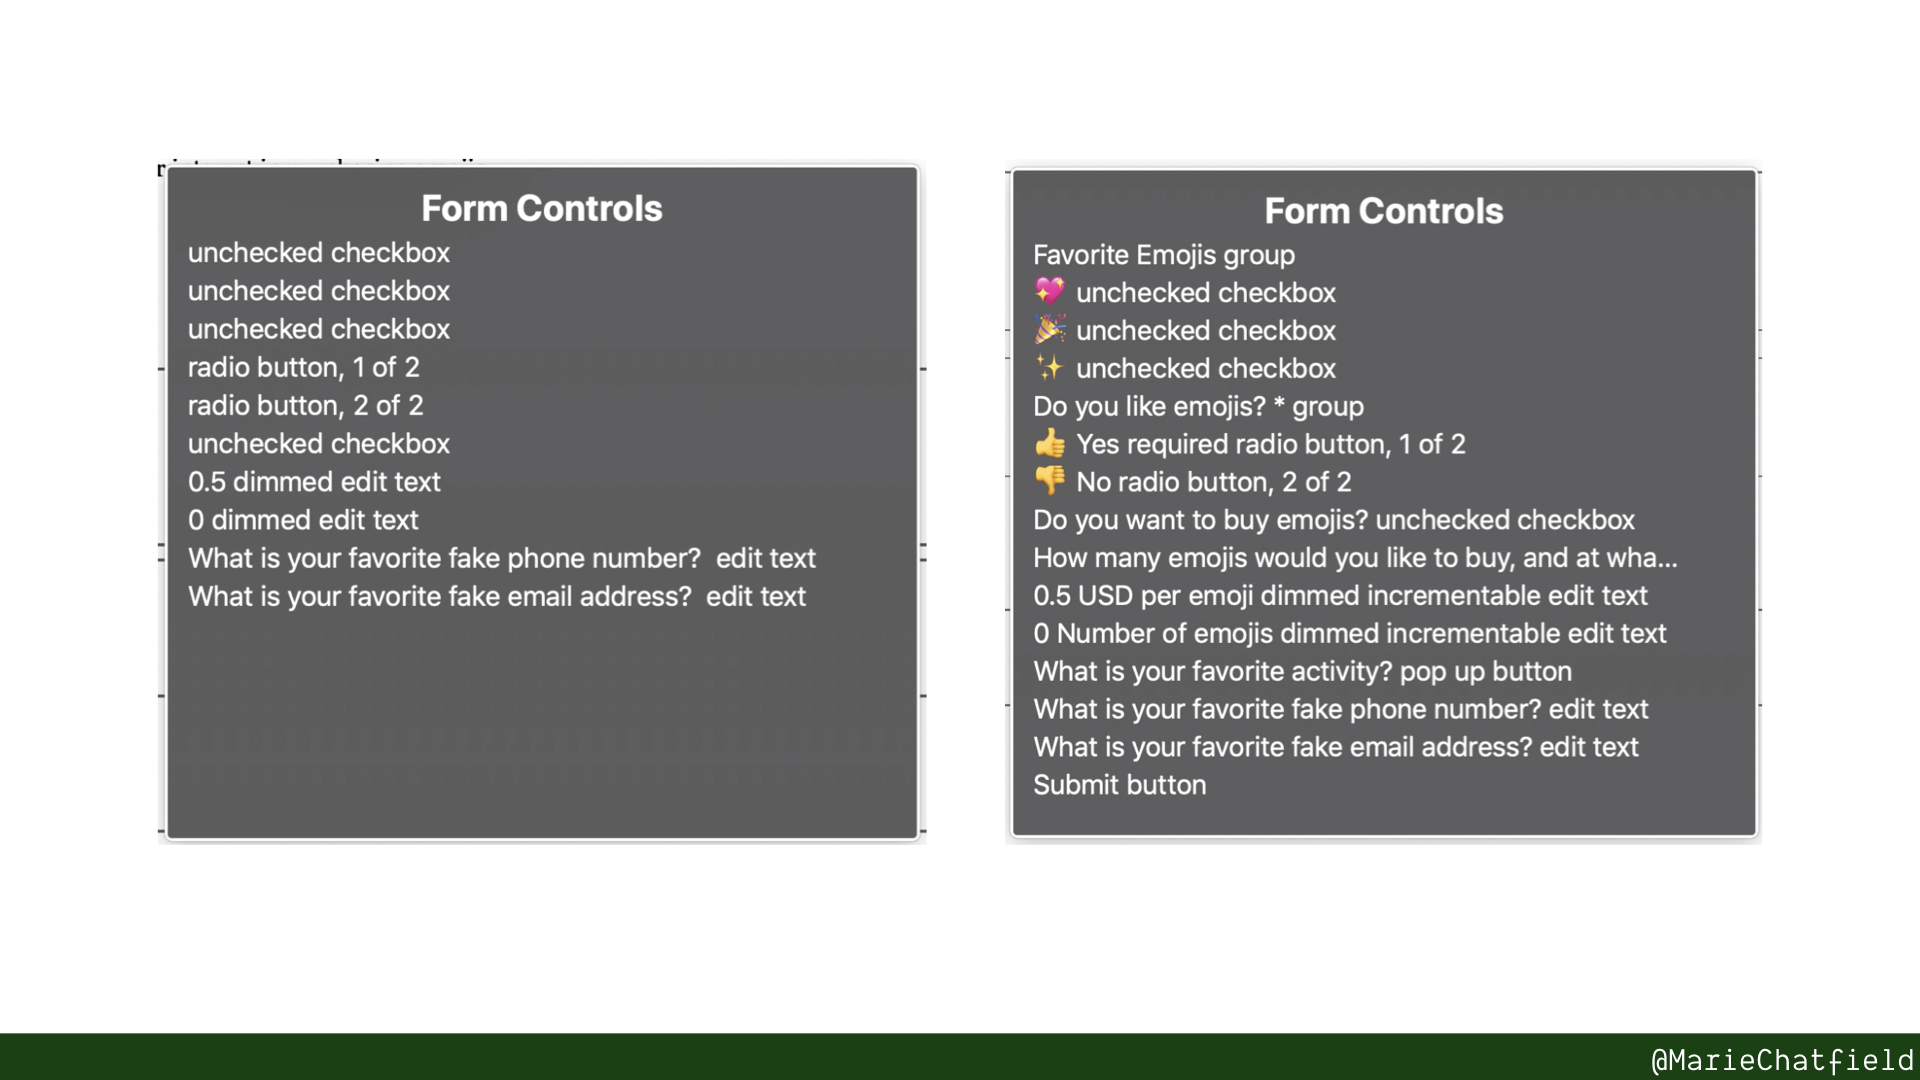 Form Controls
unchecked checkbox
unchecked checkbox
unchecked checkbox
radio button, 1 of 2
radio button, 2 of 2
unchecked checkbox
0.5 dimmed edit text
0 dimmed edit text
What is your favorite fake phone number? edit text
What is your favorite fake email address? edit text
Form Controls
Favorite Emojis group
💖 unchecked checkbox
🎉 unchecked checkbox
✨ unchecked checkbox
Do you like emojis? * group
👍 Yes required radio button, 1 of 2
👎 No radio button, 2 of 2
Do you want to buy emojis? unchecked checkbox
How many emojis would you like to buy, and at wha...
0.5 USD per emoji dimmed incrementable edit text
0 Number of emojis dimmed incrementable edit text
What is your favorite activity? pop up button
What is your favorite fake phone number? edit text
What is your favorite fake email address? edit text
Submit button
@MarieChatfield